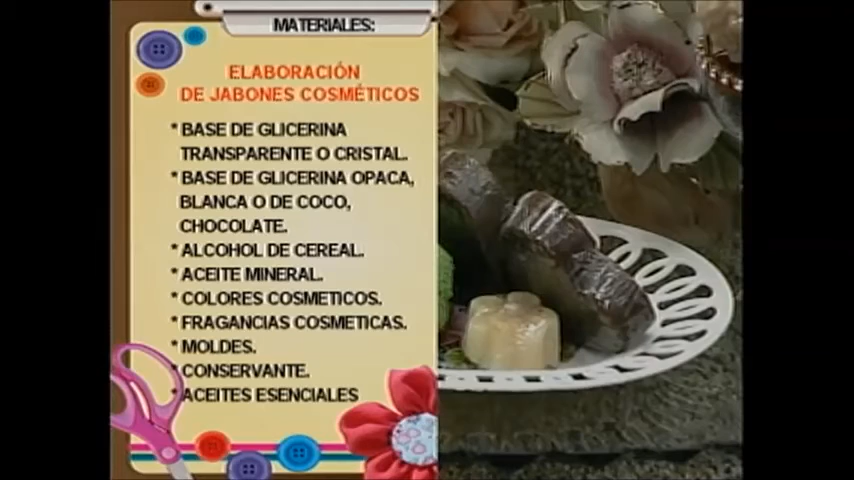 MATERIALES:
ELABORACIÓN
DE JABONES COSMÉTICOS
* BASE DE GLICERINA
TRANSPARENTE O CRISTAL.
* BASE DE GLICERINA OPACA,
BLANCA O DE COCO,
CHOCOLATE.
* ALCOHOL DE CEREAL.
* ACEITE MINERAL.
* COLORES COSMETICOS.
* FRAGANCIAS COSMETICAS.
* MOLDES.
* CONSERVANTE.
* ACEITES ESENCIALES